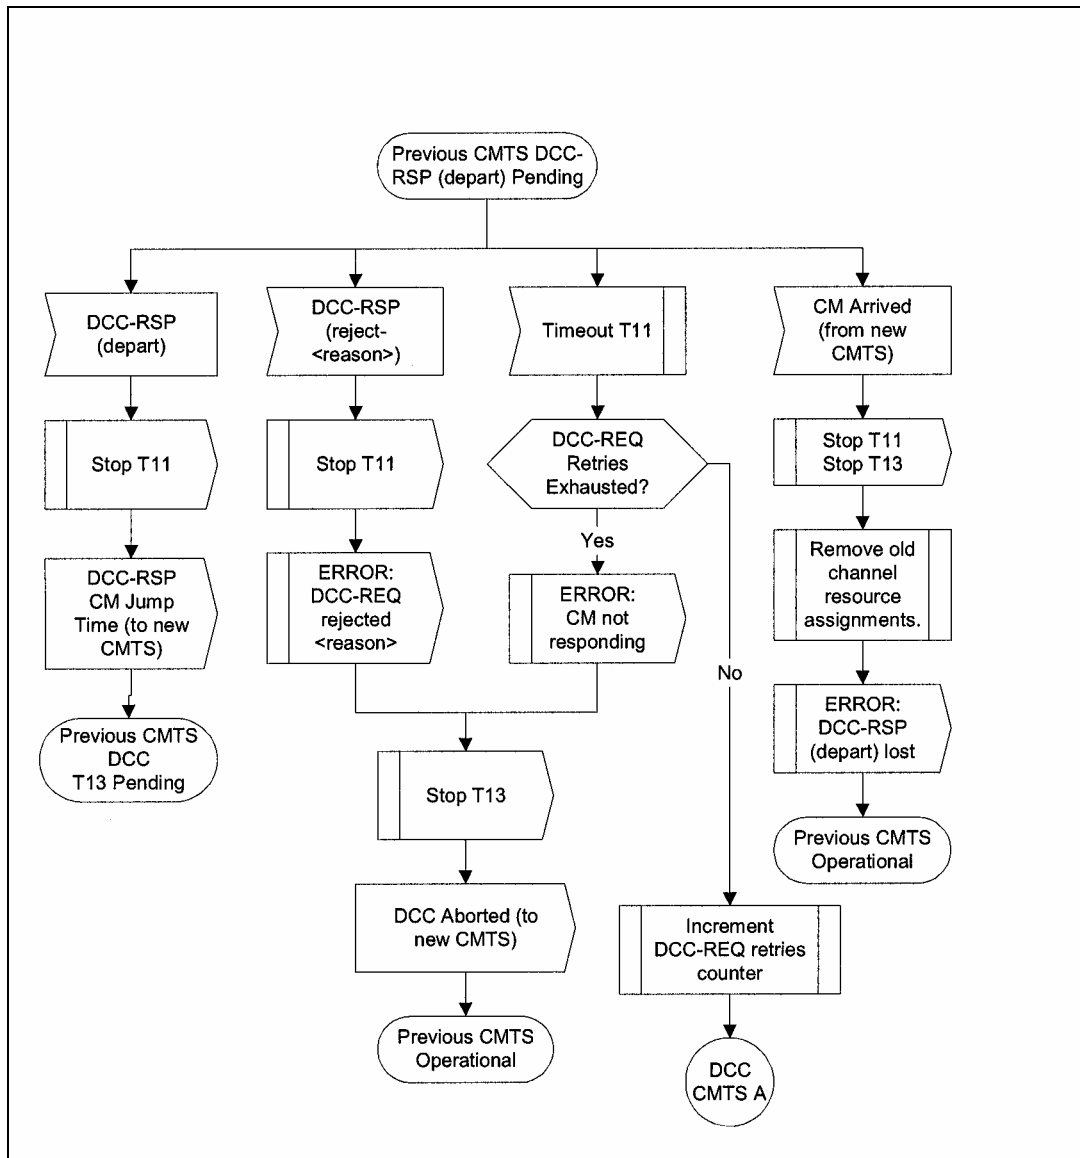 Previous CMTS DCC-
RSP (depart) Pending
DCC-RSP
(depart)
Stop T11
DCC-RSP
CM Jump
Time (to new
CMTS)
Previous CMTS
DCC
T13 Pending
DCC-RSP
(reject-
<reason>)
Stop T11
ERROR:
DCC-REQ
rejected
<reason>
Timeout T11
DCC-REQ
Retries
Exhausted?
Yes
ERROR:
CM not
responding
No
Stop T13
DCC Aborted (to
new CMTS)
Previous CMTS
Operational
Increment
DCC-REQ retries
counter
DCC
CMTS A
CM Arrived
(from new
CMTS)
Stop T11
Stop T13
Remove old
channel
resource
assignments.
ERROR:
DCC-RSP
(depart) lost
Previous CMTS
Operational